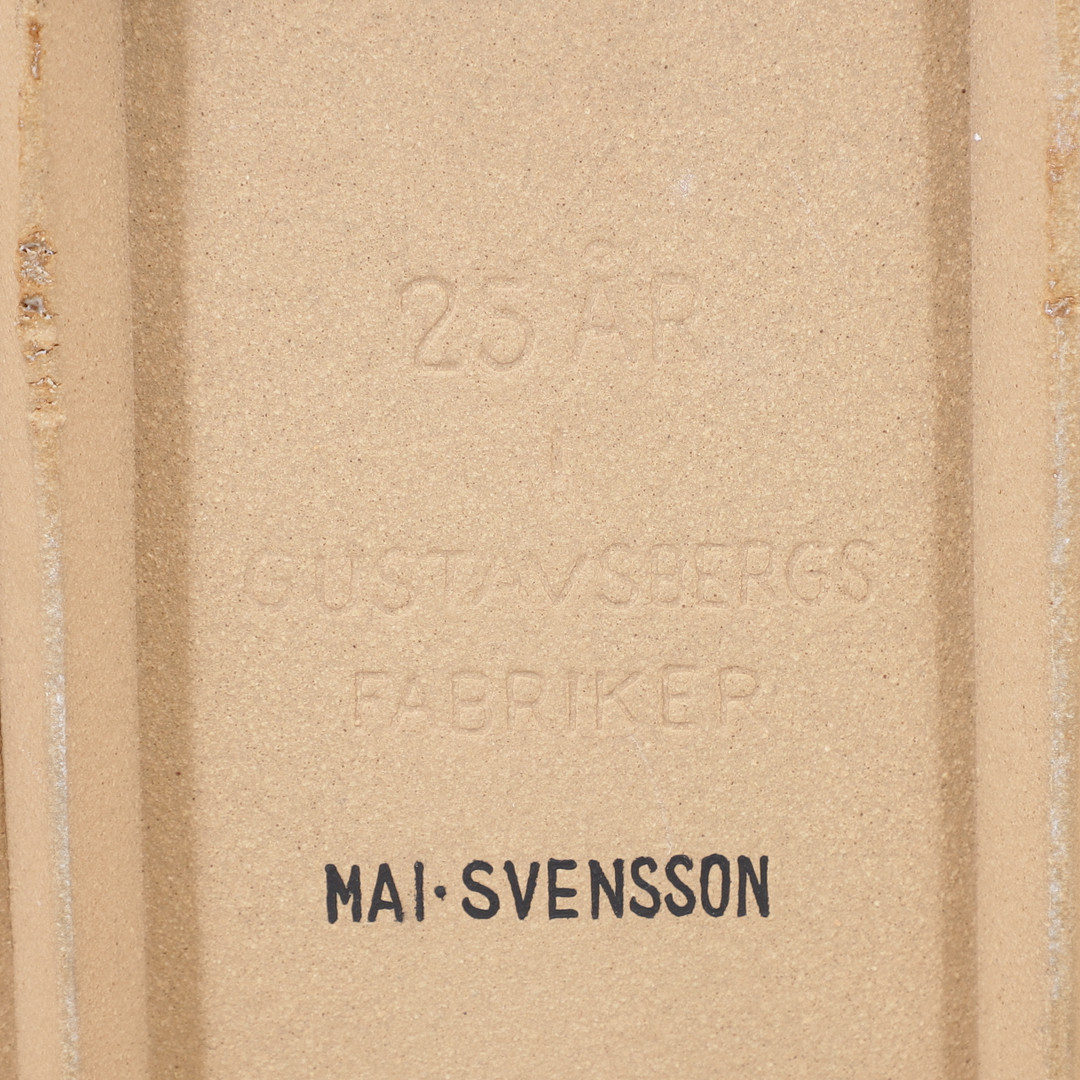 25 ÅR
I
GUSTAVSBERGS
FABRIKER
MAI·SVENSSON